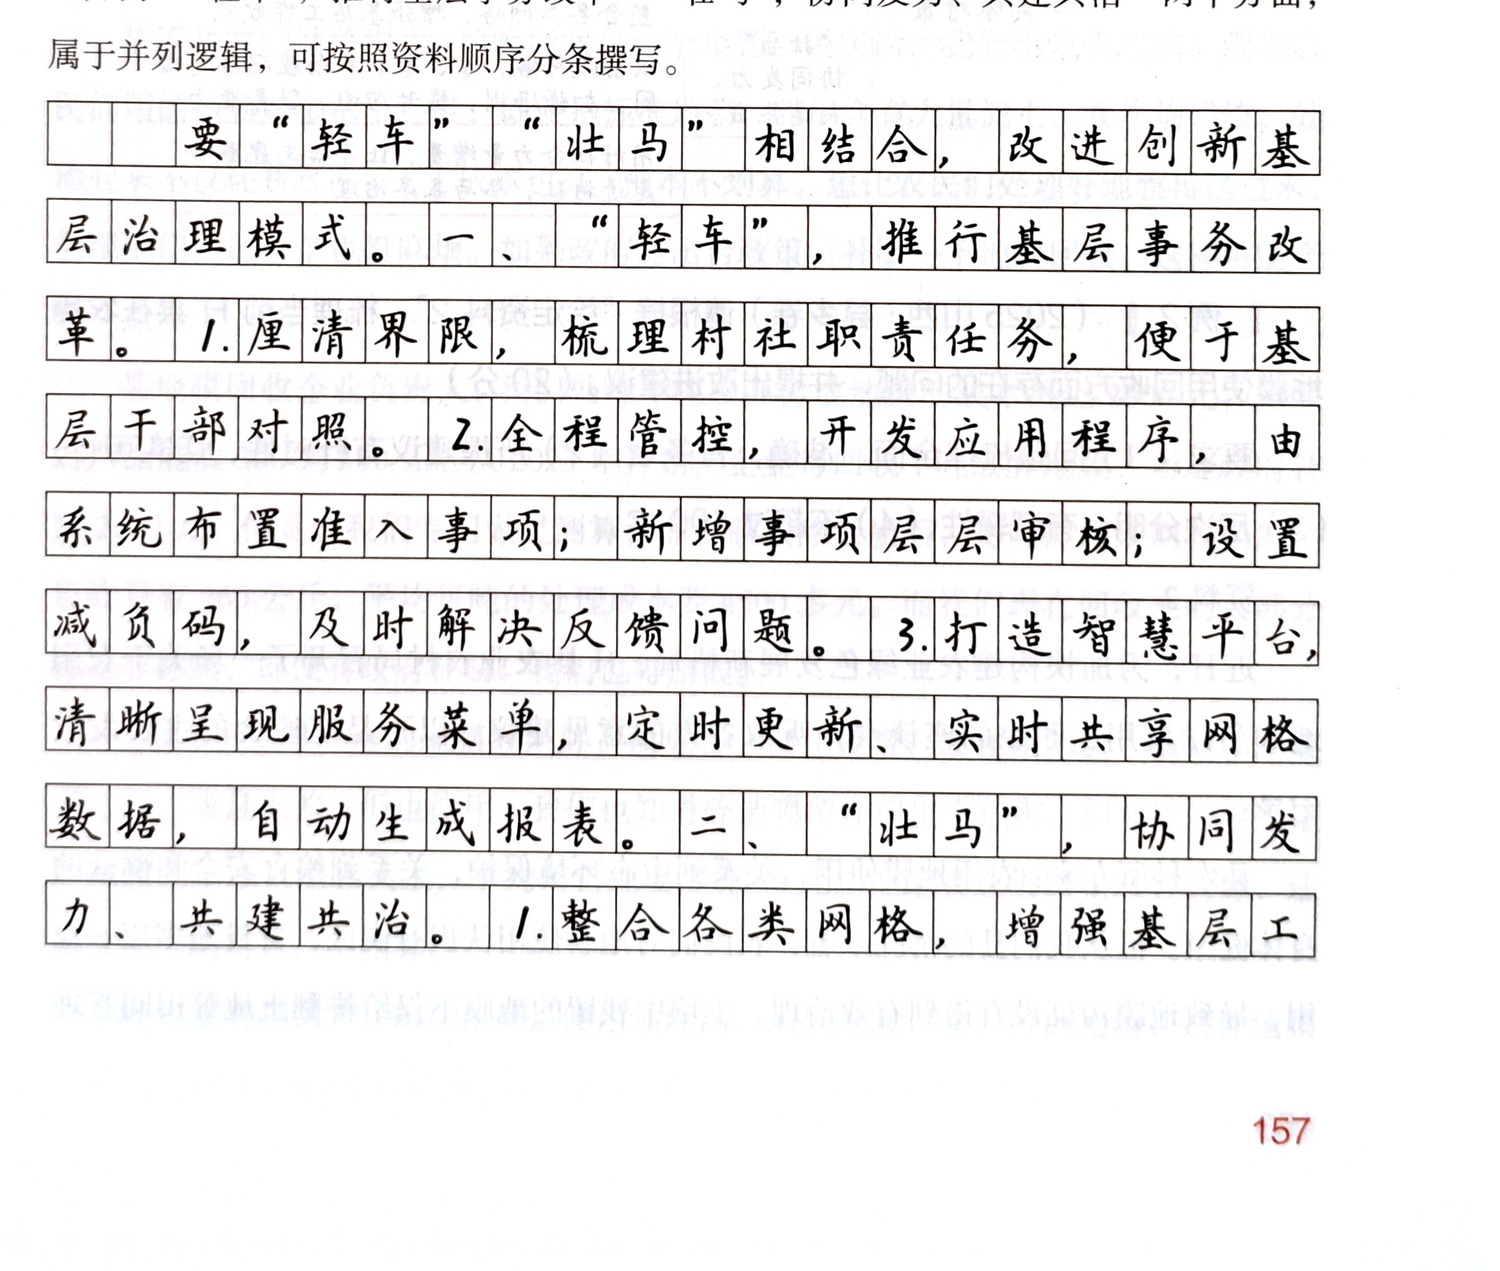 属于并列逻辑，可按照资料顺序分条撰写。
要“轻车”“壮马”相结合，改进创新基
层治理模式。一、“轻车”，推行基层事务改
革。1.厘清界限，梳理村社职责任务，便于基
层干部对照。2.全程管控，开发应用程序，由
系统布置准入事项；新增事项层层审核；设置
减负码，及时解决反馈问题。3.打造智慧平台，
清晰呈现服务菜单，定时更新、实时共享网格
数据，自动生成报表。二、“壮马”，协同发
力、共建共治。1.整合各类网格，增强基层工
157